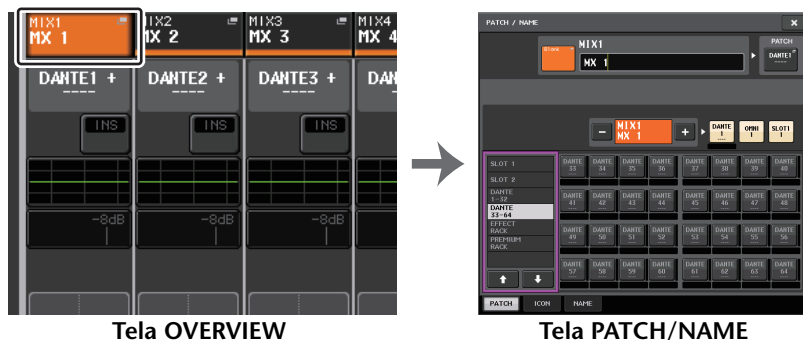 MIX1
MX 1
MIX2
MX 2
MIX3
MX 3
MIX4
MX 4
DANTE1 +
DANTE2 +
DANTE3 +
DAN
INS
INS
INS
-8dB
-8dB
-8dB
Tela OVERVIEW
PATCH / NAME
Blank
MIX1
MX 1
PATCH
DANTE1
MIX1
MX 1
DANTE
1
OMNI
1
SLOT1
1
SLOT 1
SLOT 2
DANTE
1-32
DANTE
33-64
EFFECT
RACK
PREMIUM
RACK
DANTE 33
DANTE 34
DANTE 35
DANTE 36
DANTE 37
DANTE 38
DANTE 39
DANTE 40
DANTE 41
DANTE 42
DANTE 43
DANTE 44
DANTE 45
DANTE 46
DANTE 47
DANTE 48
DANTE 49
DANTE 50
DANTE 51
DANTE 52
DANTE 53
DANTE 54
DANTE 55
DANTE 56
DANTE 57
DANTE 58
DANTE 59
DANTE 60
DANTE 61
DANTE 62
DANTE 63
DANTE 64
PATCH
ICON
NAME
Tela PATCH/NAME